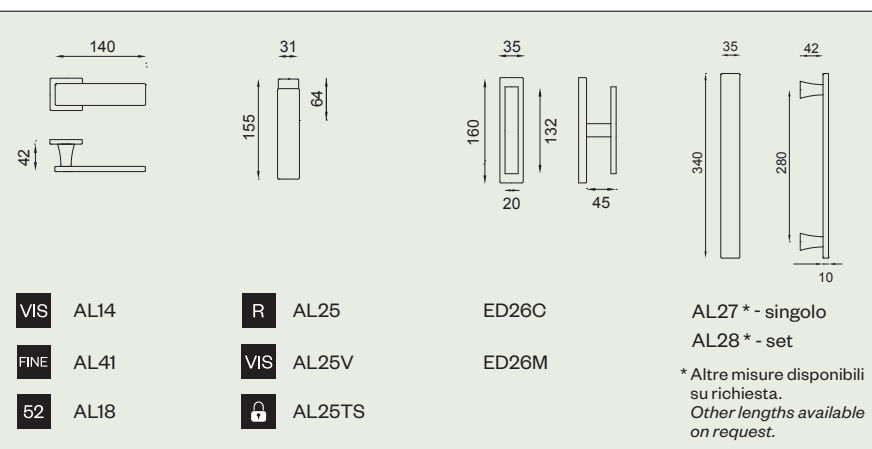 140
42
31
155
64
35
160
132
20
45
35
340
42
280
10
VIS AL14
FINE AL41
52 AL18
R AL25
VIS AL25V
AL25TS
ED26C
ED26M
AL27 * - singolo
AL28 * - set
* Altre misure disponibili
su richiesta.
Other lengths available
on request.